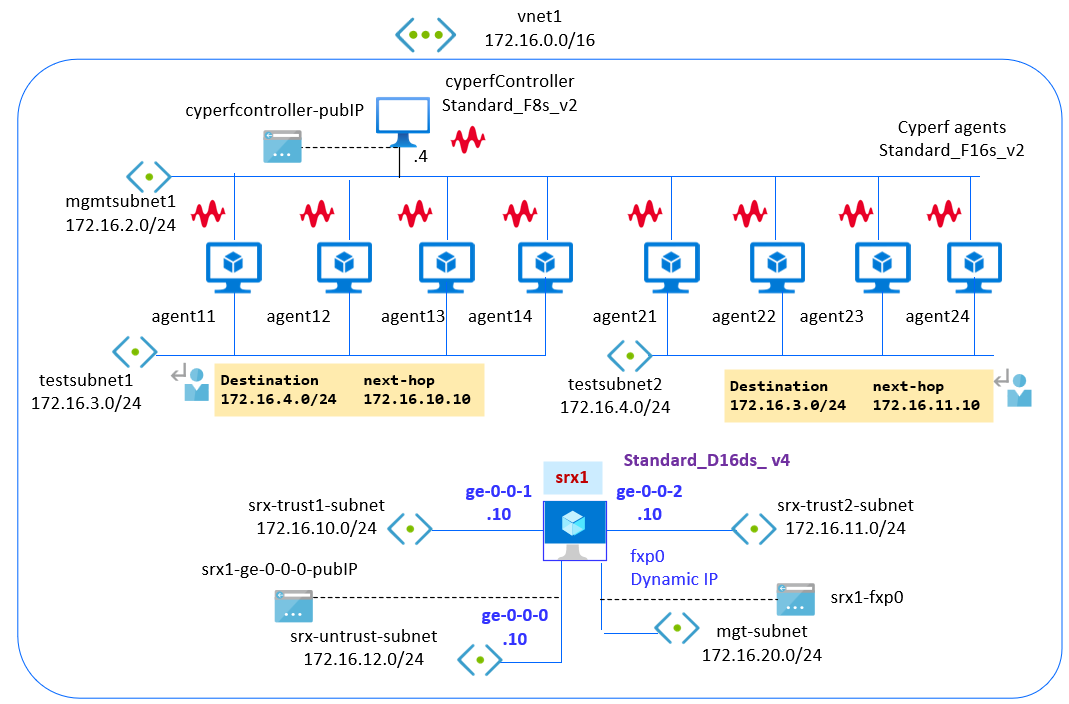 vnet1
172.16.0.0/16
cyperfController
Standard_F8s_v2
cyperfcontroller-pubIP
.4
Cyperf agents
Standard_F16s_v2
mgmtsubnet1
172.16.2.0/24
agent11
agent12
agent13
agent14
agent21
agent22
agent23
agent24
testsubnet1
172.16.3.0/24
Destination next-hop
172.16.4.0/24 172.16.10.10
testsubnet2
172.16.4.0/24
Destination next-hop
172.16.3.0/24 172.16.11.10
Standard_D16ds_ v4
srx1
ge-0-0-1
.10
ge-0-0-2
.10
srx-trust1-subnet
172.16.10.0/24
srx-trust2-subnet
172.16.11.0/24
fxp0
Dynamic IP
srx1-ge-0-0-0-pubIP
srx1-fxp0
ge-0-0-0
.10
srx-untrust-subnet
172.16.12.0/24
mgt-subnet
172.16.20.0/24